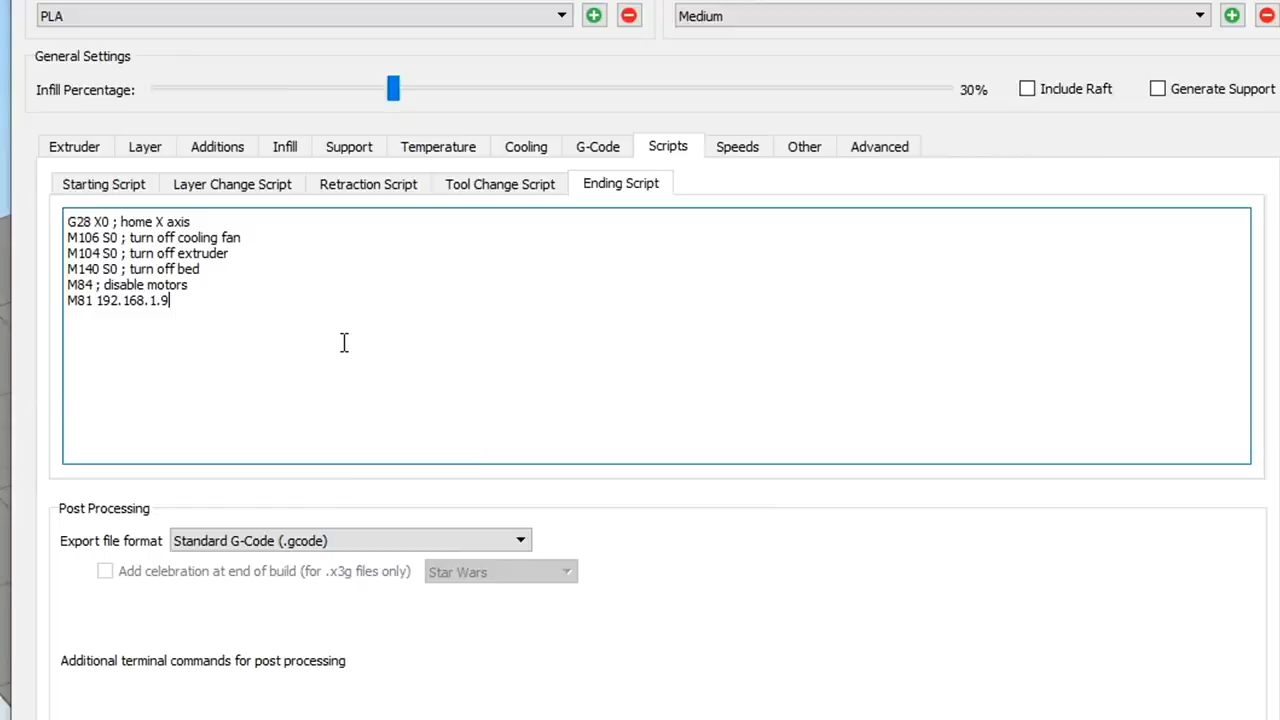 PLA Medium
General Settings
Infill Percentage: 30% Include Raft Generate Support
Extruder Layer Additions Infill Support Temperature Cooling G-Code Scripts Speeds Other Advanced
Starting Script Layer Change Script Retraction Script Tool Change Script Ending Script
G28 X0 ; home X axis
M106 S0 ; turn off cooling fan
M104 S0 ; turn off extruder
M140 S0 ; turn off bed
M84 ; disable motors
M81 192.168.1.9
Post Processing
Export file format Standard G-Code (.gcode)
Add celebration at end of build (for .x3g files only) Star Wars
Additional terminal commands for post processing